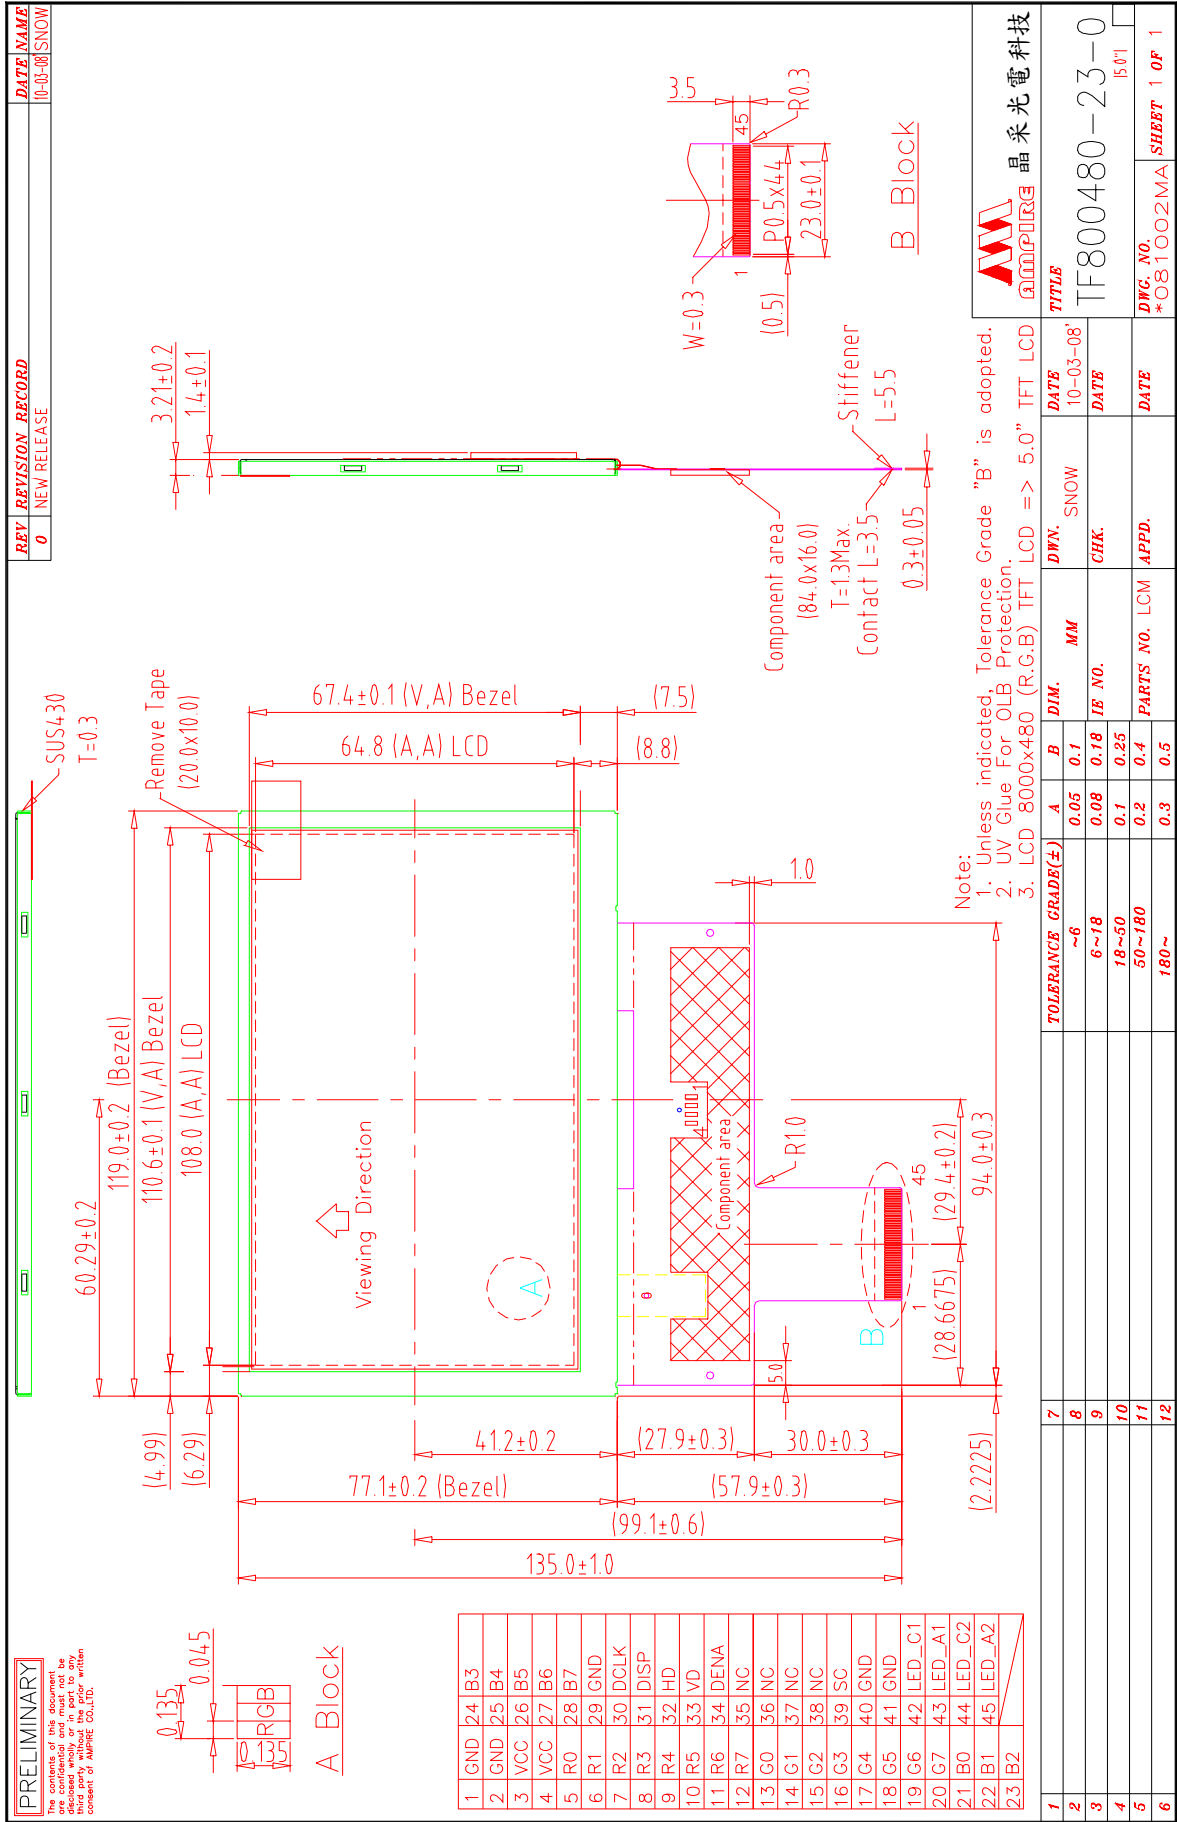 PRELIMINARY
The contents of this document
are confidential and must not be
disclosed wholly or in part to any
third party without the prior written
consent of AMPIRE CO.,LTD.
REV REVISION RECORD DATE NAME
0 NEW RELEASE 10-03-08' SNOW
SUS430
T=0.3
60.29±0.2
119.0±0.2 (Bezel)
110.6±0.1 (V,A) Bezel
108.0 (A,A) LCD
(4.99)
(6.29)
Remove Tape
(20.0x10.0)
67.4±0.1 (V,A) Bezel
64.8 (A,A) LCD
(7.5)
(8.8)
Viewing Direction
A
41.2±0.2
77.1±0.2 (Bezel)
(27.9±0.3)
30.0±0.3
(57.9±0.3)
(99.1±0.6)
135.0±1.0
Component area
4 1
1.0
R1.0
5.0
B
1 45
(28.6675)
(29.4±0.2)
94.0±0.3
(2.2225)
3.21±0.2
1.4±0.1
Component area
(84.0x16.0)
T=1.3Max.
Contact L=3.5
Stiffener
L=5.5
0.3±0.05
W=0.3
3.5
1 45
R0.3
(0.5)
P0.5x44
23.0±0.1
B Block
0.135
0.045
0.135
RGB
RGB
A Block
1 GND 24 B3
2 GND 25 B4
3 VCC 26 B5
4 VCC 27 B6
5 R0 28 B7
6 R1 29 GND
7 R2 30 DCLK
8 R3 31 DISP
9 R4 32 HD
10 R5 33 VD
11 R6 34 DENA
12 R7 35 NC
13 G0 36 NC
14 G1 37 NC
15 G2 38 NC
16 G3 39 SC
17 G4 40 GND
18 G5 41 GND
19 G6 42 LED_C1
20 G7 43 LED_A1
21 B0 44 LED_C2
22 B1 45 LED_A2
23 B2
Note:
1. Unless indicated, Tolerance Grade "B" is adopted.
2. UV Glue For OLB Protection.
3. LCD 8000x480 (R.G.B) TFT LCD => 5.0" TFT LCD
AMPIRE 晶采光電科技
1 7
2 8
3 9
4 10
5 11
6 12
TOLERANCE GRADE(±) A B
~6 0.05 0.1
6~18 0.08 0.18
18~50 0.1 0.25
50~180 0.2 0.4
180~ 0.3 0.5
DIM. MM
IE NO.
PARTS NO. LCM
DWN. SNOW
CHK.
APPD.
DATE 10-03-08'
DATE
DATE
TITLE
TF800480-23-0
(5.0")
DWG. NO.
*081002MA
SHEET 1 OF 1